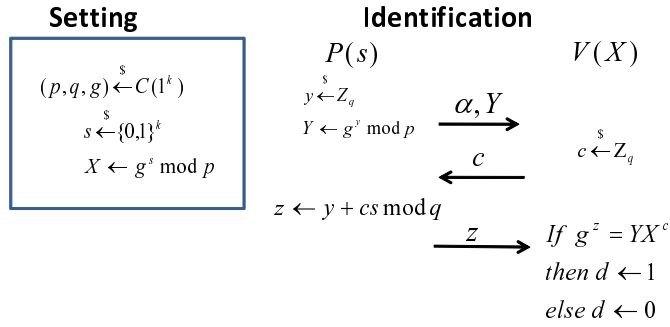 Setting
(p,q,g) $← C(1^k)
s $← {0,1}^k
X ← g^s mod p
Identification
P(s)
V(X)
y $← Z_q
Y ← g^y mod p
α, Y
c $← Z_q
c
z ← y + cs mod q
z
If g^z = YX^c
then d ← 1
else d ← 0